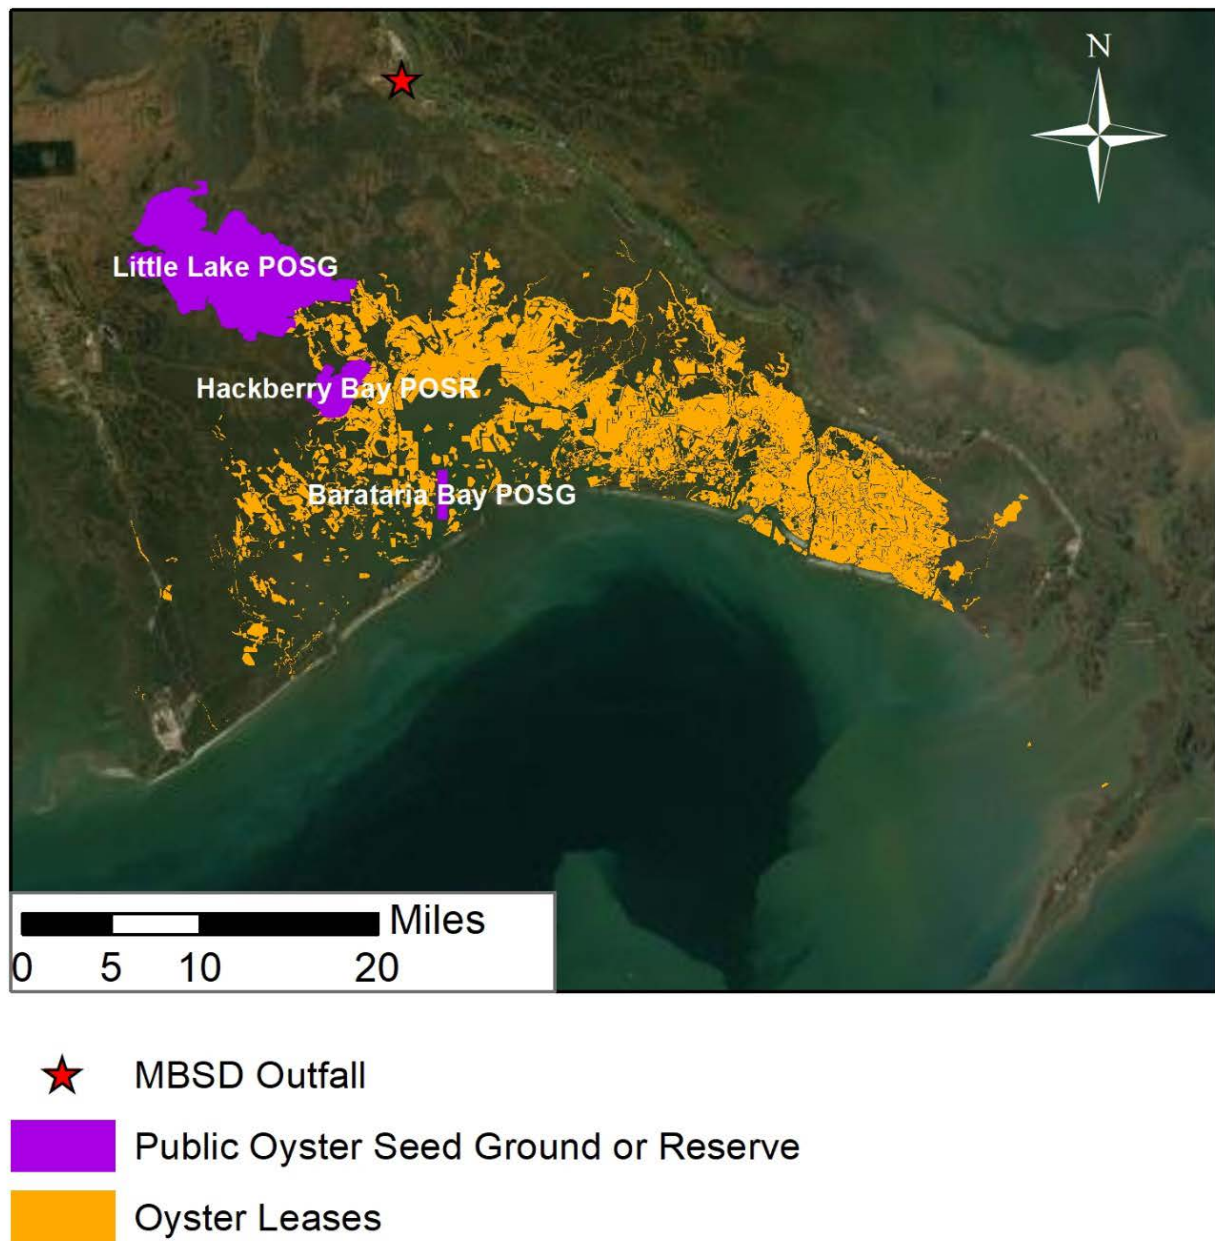 N
Little Lake POSG
Hackberry Bay POSR
Barataria Bay POSG
Miles
0 5 10 20
MBSD Outfall
Public Oyster Seed Ground or Reserve
Oyster Leases